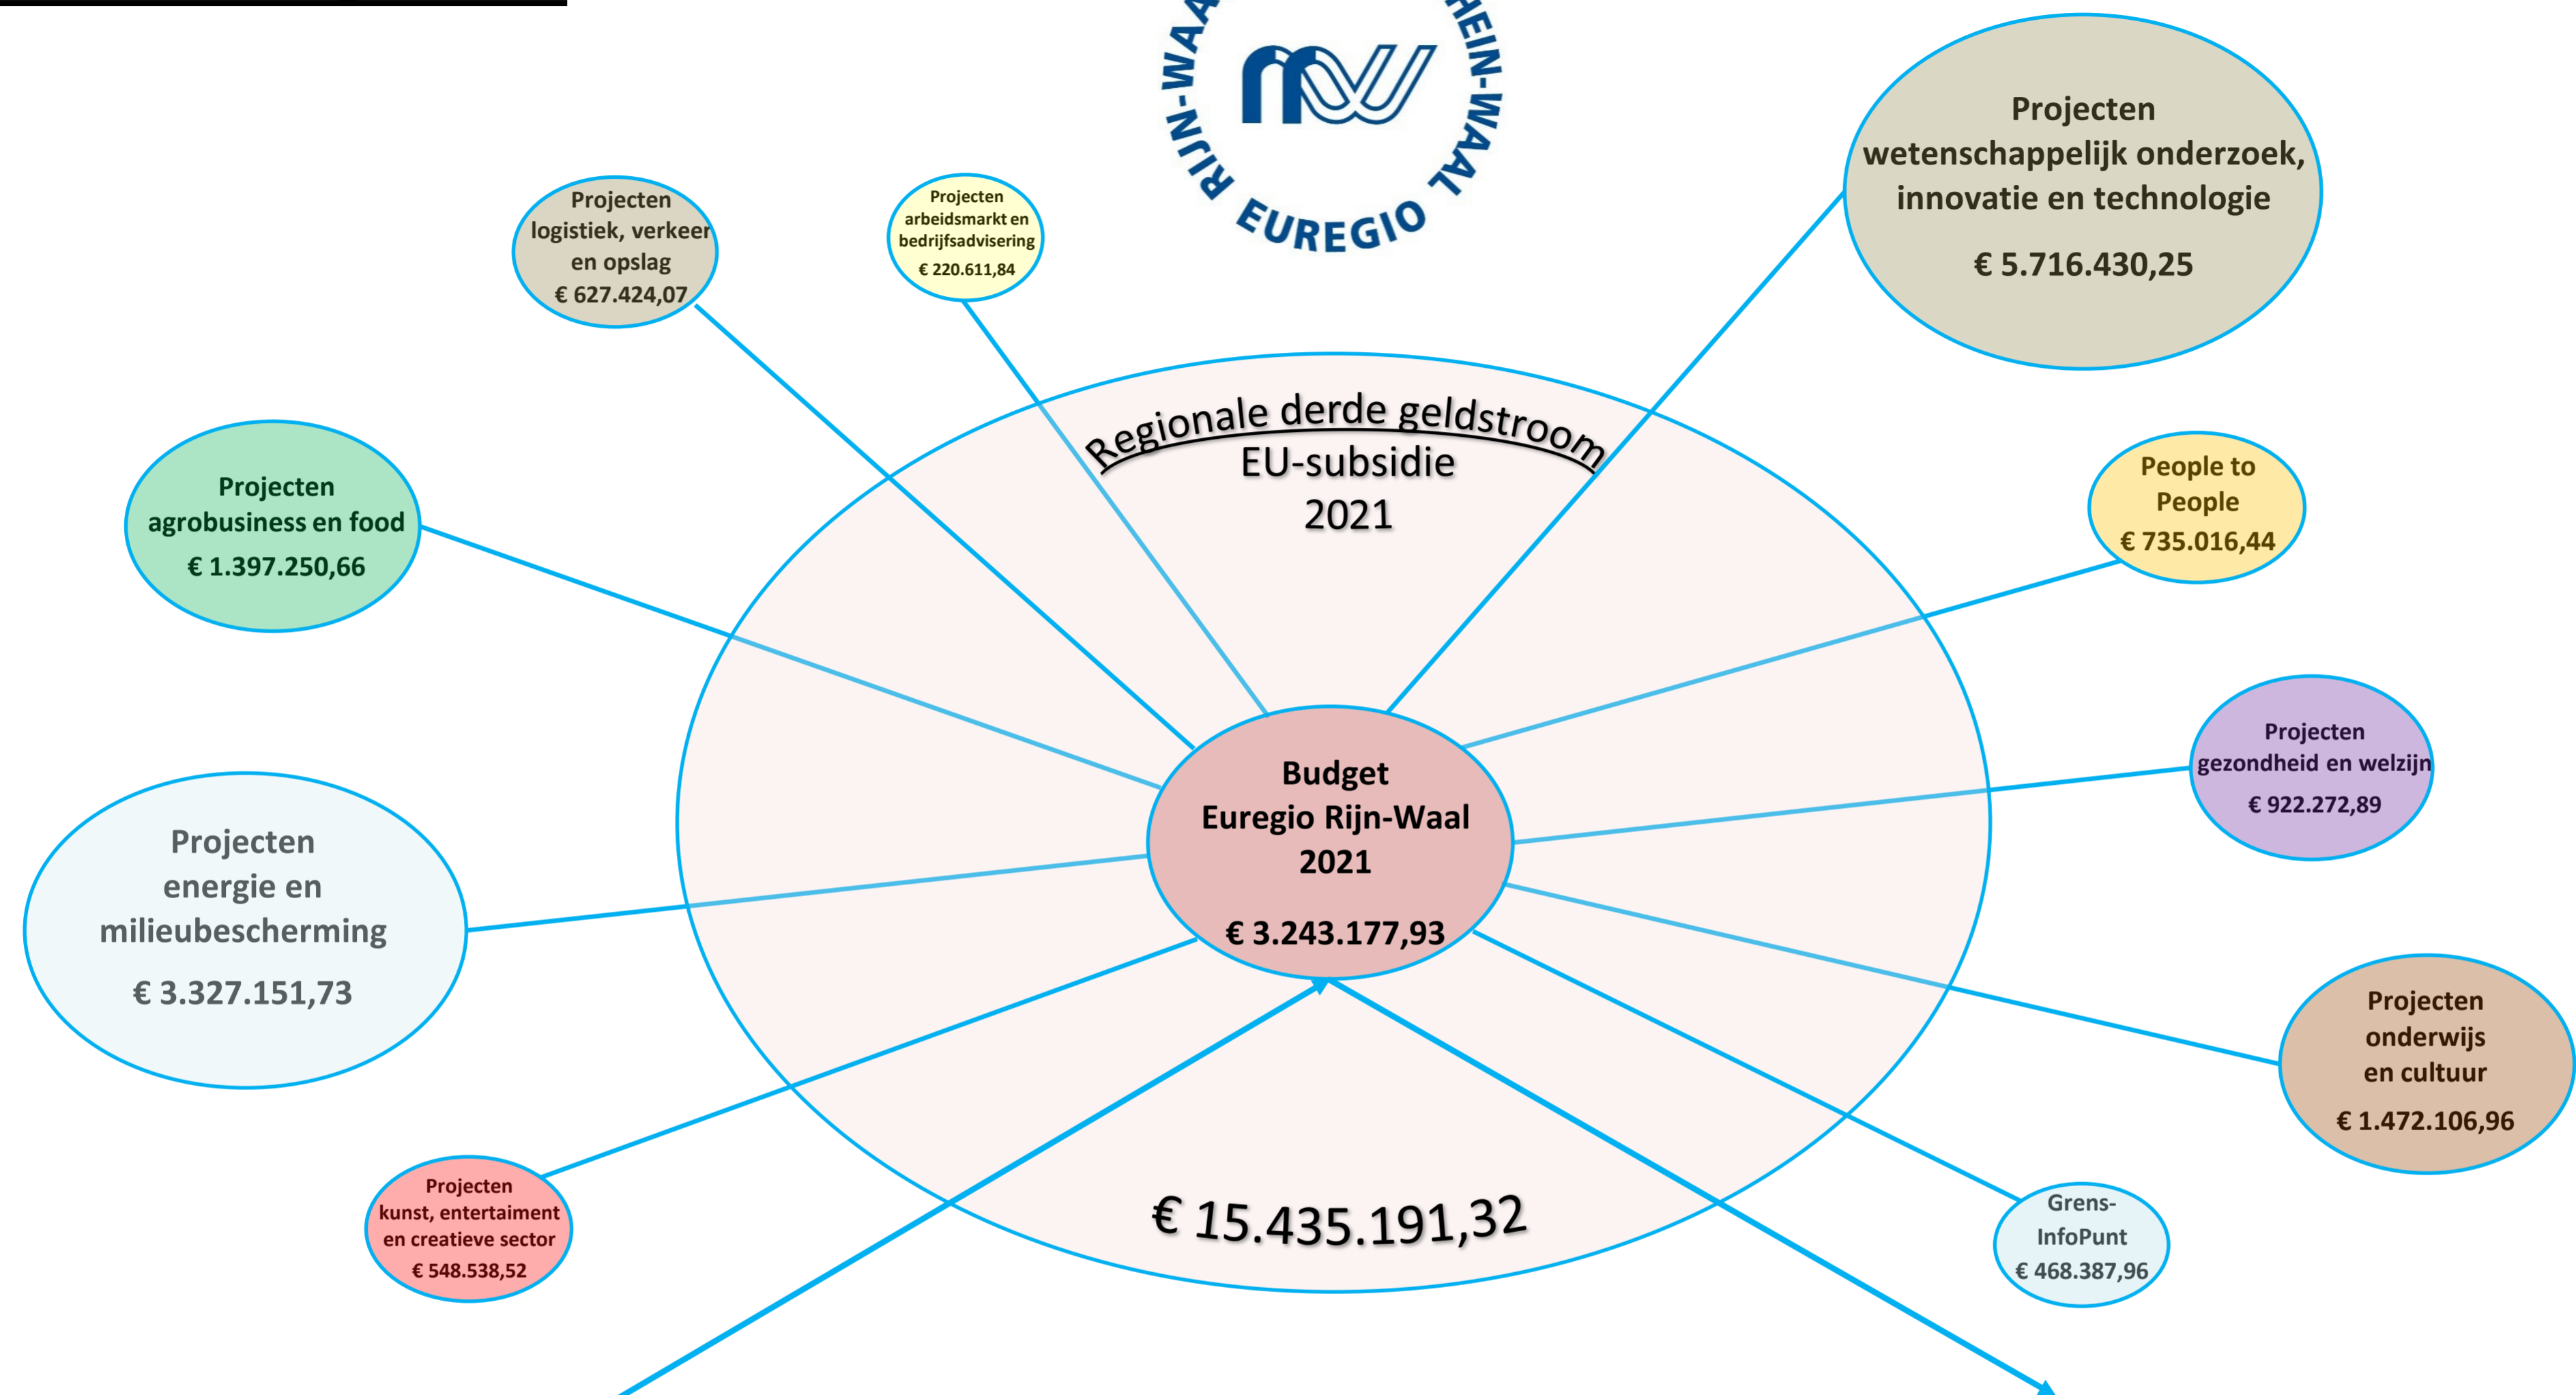 RIJN-WAA
HEIN-WAAL
EUREGIO
Projecten
wetenschappelijk onderzoek,
innovatie en technologie
€ 5.716.430,25
Projecten
logistiek, verkeer
en opslag
€ 627.424,07
Projecten
arbeidsmarkt en
bedrijfsadvisering
€ 220.611,84
Regionale derde geldstroom
EU-subsidie
2021
People to
People
€ 735.016,44
Projecten
agrobusiness en food
€ 1.397.250,66
Projecten
gezondheid en welzijn
€ 922.272,89
Budget
Euregio Rijn-Waal
2021
€ 3.243.177,93
Projecten
energie en
milieubescherming
€ 3.327.151,73
Projecten
onderwijs
en cultuur
€ 1.472.106,96
Projecten
kunst, entertaiment
en creatieve sector
€ 548.538,52
€ 15.435.191,32
Grens-
InfoPunt
€ 468.387,96